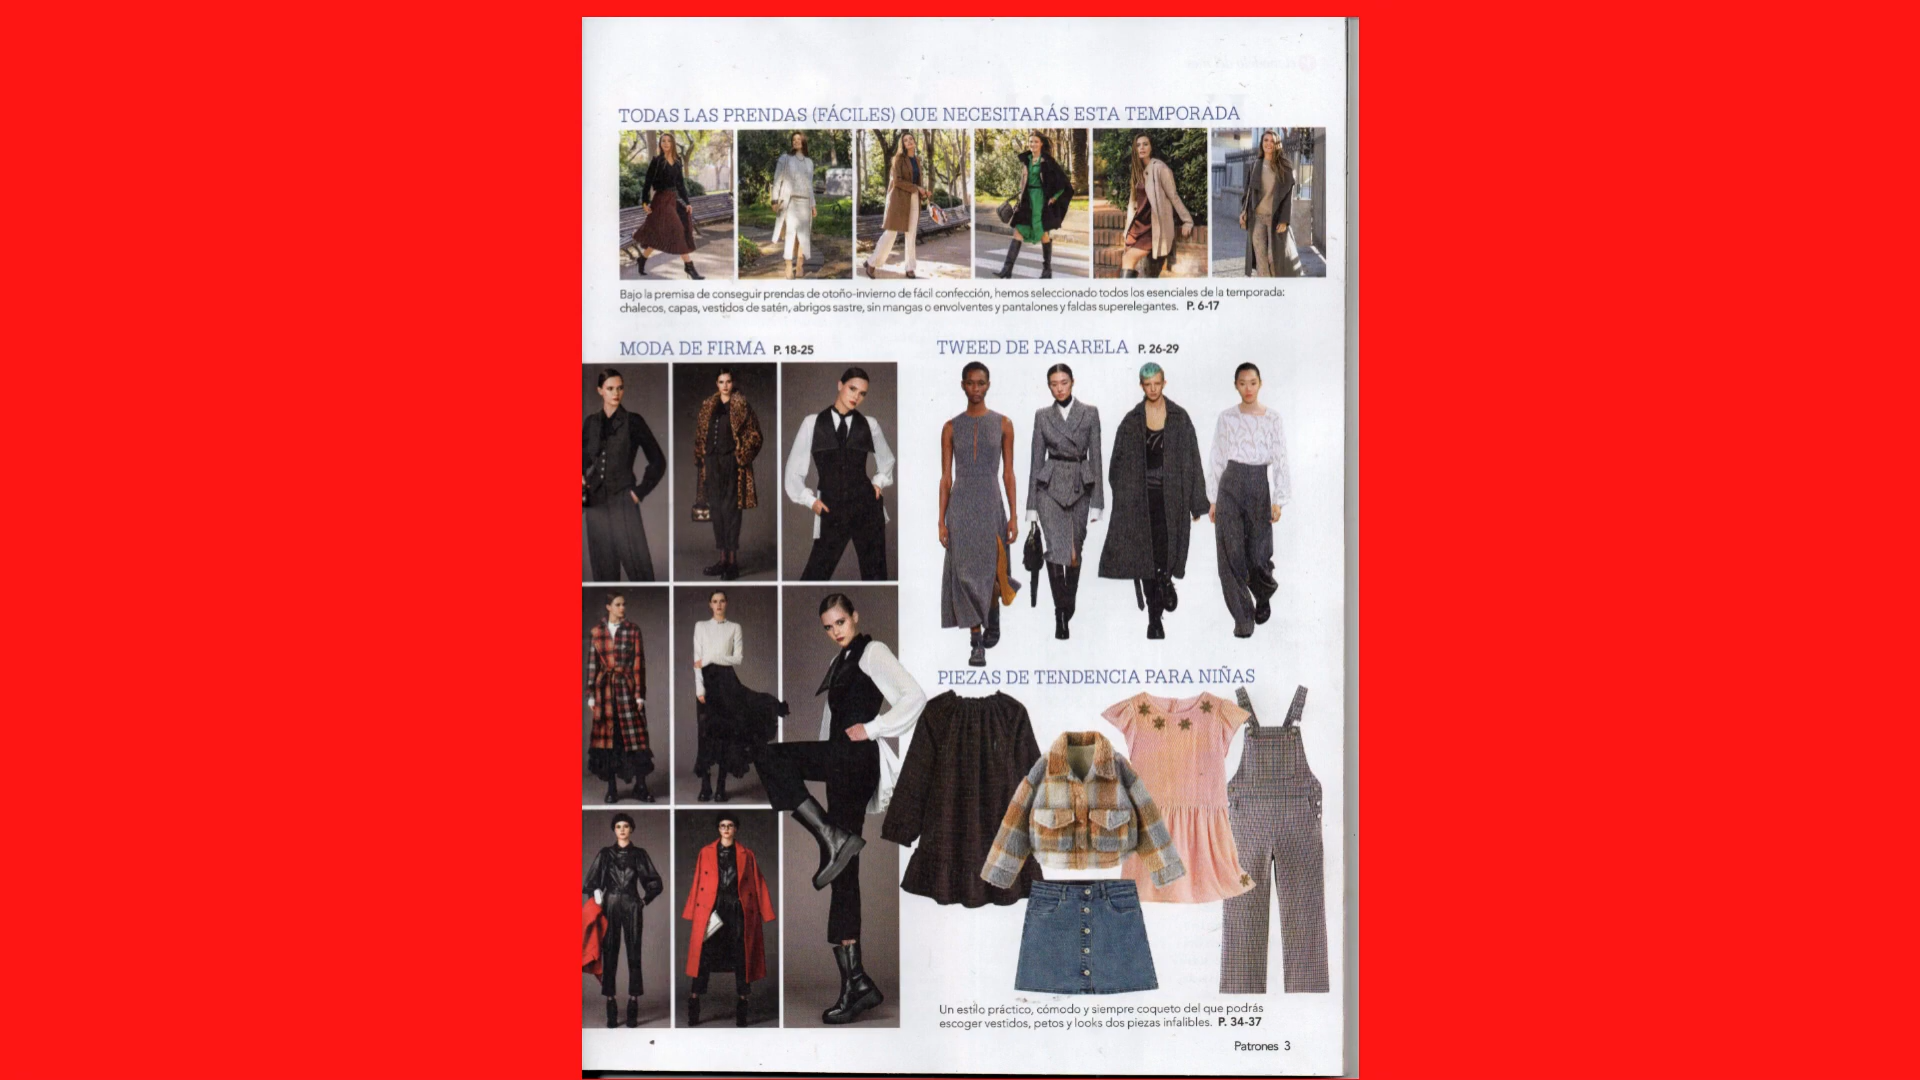 TODAS LAS PRENDAS (FÁCILES) QUE NECESITARÁS ESTA TEMPORADA
Bajo la premisa de conseguir prendas de otoño-invierno de fácil confección, hemos seleccionado todos los esenciales de la temporada:
chalecos, capas, vestidos de satén, abrigos sastre, sin mangas o envolventes y pantalones y faldas superelegantes. P. 6-17
MODA DE FIRMA P. 18-25
TWEED DE PASARELA P. 26-29
PIEZAS DE TENDENCIA PARA NIÑAS
Un estilo práctico, cómodo y siempre coqueto del que podrás
escoger vestidos, petos y looks dos piezas infalibles. P. 34-37
Patrones 3